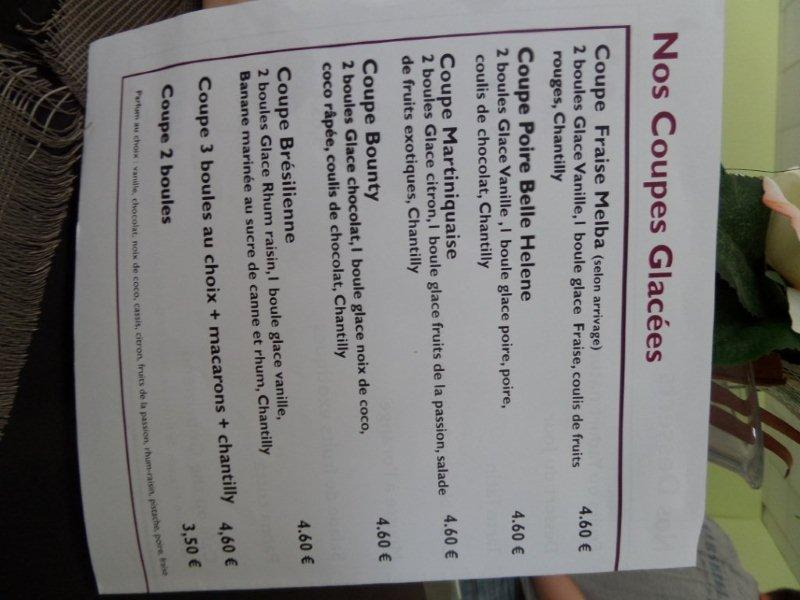 Nos Coupes Glacées
Coupe Fraise Melba (selon arrivage) 4.60 €
2 boules Glace Vanille,1 boule glace Fraise, coulis de fruits
rouges, Chantilly
Coupe Poire Belle Helene 4.60 €
2 boules Glace Vanille ,1 boule glace poire, poire,
coulis de chocolat, Chantilly
Coupe Martiniquaise 4.60 €
2 boules Glace citron,1 boule glace fruits de la passion, salade
de fruits exotiques, Chantilly
Coupe Bounty 4.60 €
2 boules Glace chocolat,1 boule glace noix de coco,
coco râpée, coulis de chocolat, Chantilly
Coupe Brésilienne 4.60 €
2 boules Glace Rhum raisin,1 boule glace vanille,
Banane marinée au sucre de canne et rhum, Chantilly
Coupe 3 boules au choix + macarons + chantilly 4,60 €
Coupe 2 boules 3,50 €
Parfum au choix : vanille, chocolat, noix de coco, cassis, citron, fruits de la passion, rhum-raisin, pistache, poire, fraise